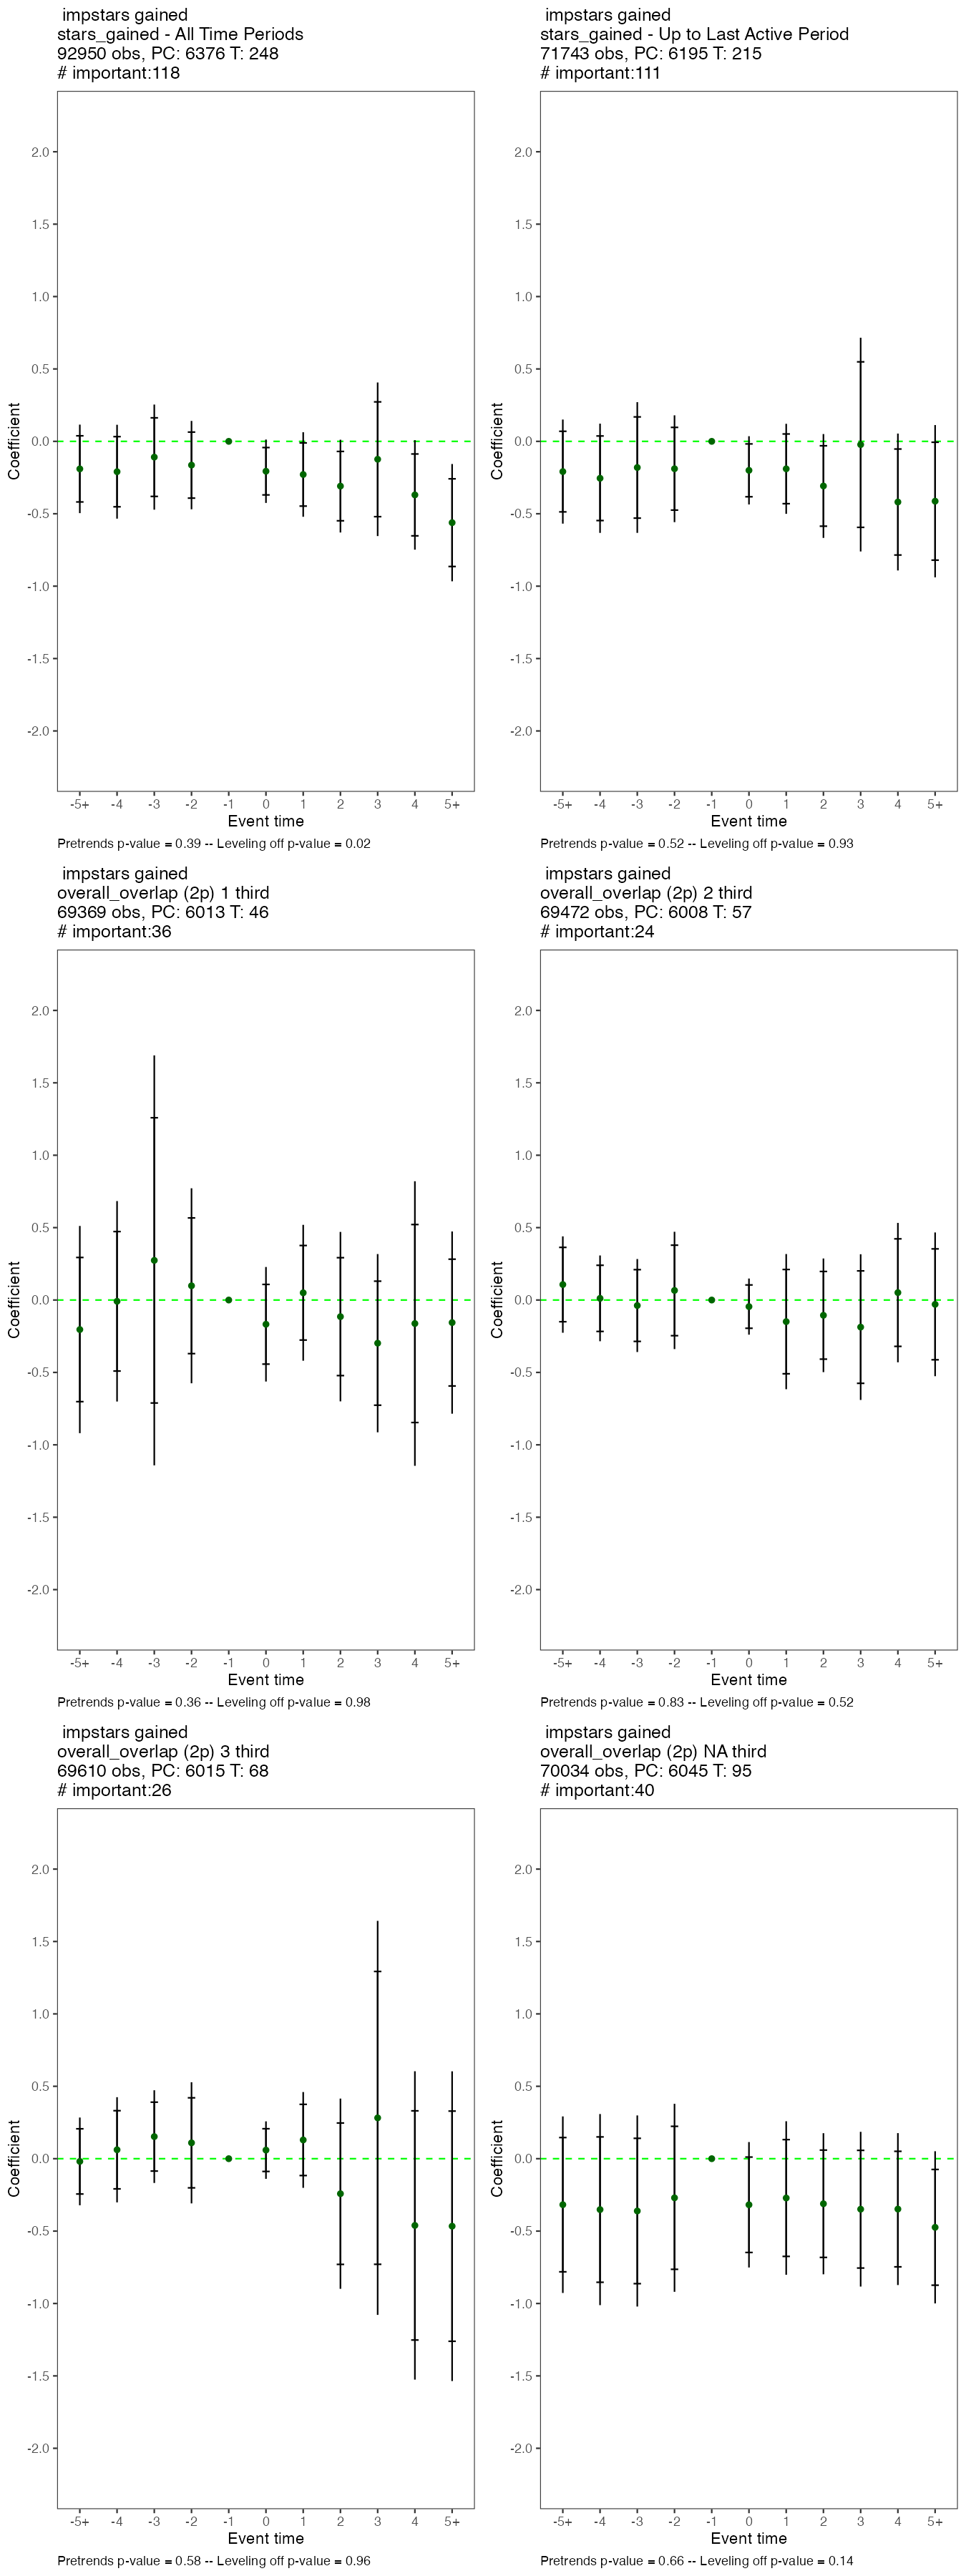 impstars gained
stars_gained - All Time Periods
92950 obs, PC: 6376 T: 248
# important:118
2.0
1.5
1.0
0.5
0.0
-0.5
-1.0
-1.5
-2.0
Coefficient
-5+ -4 -3 -2 -1 0 1 2 3 4 5+
Event time
Pretrends p-value = 0.39 -- Leveling off p-value = 0.02
impstars gained
stars_gained - Up to Last Active Period
71743 obs, PC: 6195 T: 215
# important:111
2.0
1.5
1.0
0.5
0.0
-0.5
-1.0
-1.5
-2.0
Coefficient
-5+ -4 -3 -2 -1 0 1 2 3 4 5+
Event time
Pretrends p-value = 0.52 -- Leveling off p-value = 0.93
impstars gained
overall_overlap (2p) 1 third
69369 obs, PC: 6013 T: 46
# important:36
2.0
1.5
1.0
0.5
0.0
-0.5
-1.0
-1.5
-2.0
Coefficient
-5+ -4 -3 -2 -1 0 1 2 3 4 5+
Event time
Pretrends p-value = 0.36 -- Leveling off p-value = 0.98
impstars gained
overall_overlap (2p) 2 third
69472 obs, PC: 6008 T: 57
# important:24
2.0
1.5
1.0
0.5
0.0
-0.5
-1.0
-1.5
-2.0
Coefficient
-5+ -4 -3 -2 -1 0 1 2 3 4 5+
Event time
Pretrends p-value = 0.83 -- Leveling off p-value = 0.52
impstars gained
overall_overlap (2p) 3 third
69610 obs, PC: 6015 T: 68
# important:26
2.0
1.5
1.0
0.5
0.0
-0.5
-1.0
-1.5
-2.0
Coefficient
-5+ -4 -3 -2 -1 0 1 2 3 4 5+
Event time
Pretrends p-value = 0.58 -- Leveling off p-value = 0.96
impstars gained
overall_overlap (2p) NA third
70034 obs, PC: 6045 T: 95
# important:40
2.0
1.5
1.0
0.5
0.0
-0.5
-1.0
-1.5
-2.0
Coefficient
-5+ -4 -3 -2 -1 0 1 2 3 4 5+
Event time
Pretrends p-value = 0.66 -- Leveling off p-value = 0.14